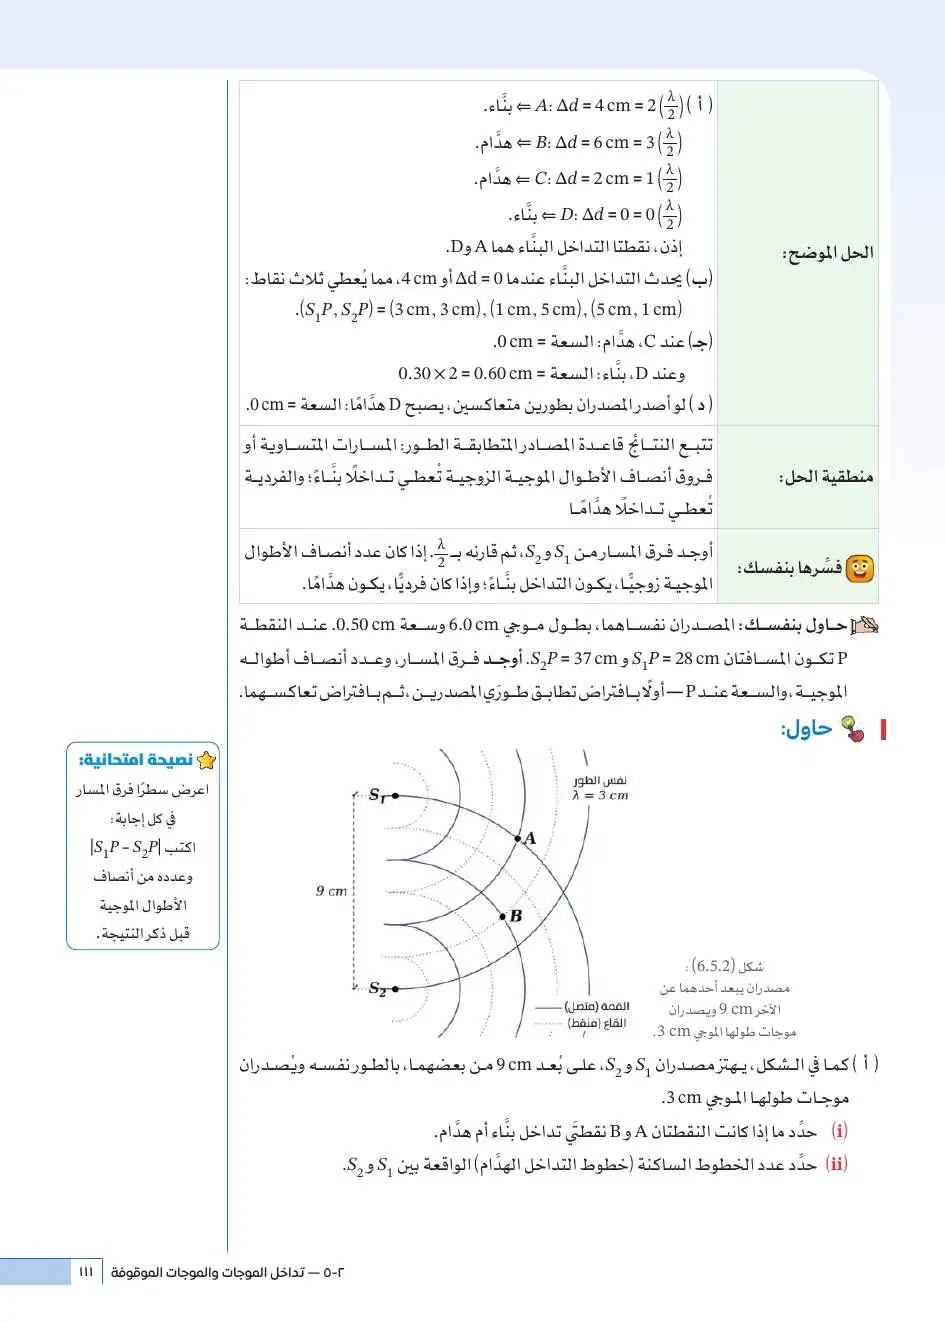 الحل الموضح:
( أ ) A: Δd = 4 cm = 2(λ/2) ⇐ بنَّاء.
B: Δd = 6 cm = 3(λ/2) ⇐ هدَّام.
C: Δd = 2 cm = 1(λ/2) ⇐ هدَّام.
D: Δd = 0 = 0(λ/2) ⇐ بنَّاء.
إذن، نقطتا التداخل البنَّاء هما A وD.
(ب) يحدث التداخل البنَّاء عندما Δd = 0 أو 4 cm، مما يُعطي ثلاث نقاط:
(S₁P, S₂P) = (3 cm, 3 cm), (1 cm, 5 cm), (5 cm, 1 cm).
(جـ) عند C، هدَّام: السعة = 0 cm.
وعند D، بنَّاء: السعة = 0.30 × 2 = 0.60 cm
( د ) لو أصدر المصدران بطورين متعاكسين، يصبح D هدَّامًا: السعة = 0 cm.
منطقية الحل:
تتبع النتائج قاعدة المصادر المتطابقة الطور: المسارات المتساوية أو
فروق أنصاف الأطوال الموجية الزوجية تُعطي تداخلًا بنَّاءً؛ والفردية
تُعطي تداخلًا هدَّامًا
فسِّرها بنفسك:
أوجد فرق المسار من S₁ و S₂، ثم قارنه بـ λ/2. إذا كان عدد أنصاف الأطوال
الموجية زوجيًّا، يكون التداخل بنَّاءً؛ وإذا كان فرديًّا، يكون هدَّامًا.
حاول بنفسك: المصدران نفساهما، بطول موجي 6.0 cm وسعة 0.50 cm. عند النقطة
P تكون المسافتان S₁P = 28 cm و S₂P = 37 cm. أوجد فرق المسار، وعدد أنصاف أطواله
الموجية، والسعة عند P — أولًا بافتراض تطابق طورَي المصدرين، ثم بافتراض تعاكسهما.
حاول:
نفس الطور
λ = 3 cm
S₁
A
9 cm
B
S₂
القمة (متصل)
القاع (منقط)
شكل (6.5.2) :
مصدران يبعد أحدهما عن
الآخر 9 cm ويصدران
موجات طولها الموجي 3 cm.
نصيحة امتحانية:
اعرض سطرًا فرق المسار
في كل إجابة:
اكتب |S₁P − S₂P|
وعدده من أنصاف
الأطوال الموجية
قبل ذكر النتيجة.
( أ ) كما في الشكل، يهتز مصدران S₁ و S₂، على بُعد 9 cm من بعضهما، بالطور نفسه ويُصدران
موجات طولها الموجي 3 cm.
(i) حدِّد ما إذا كانت النقطتان A و B نقطتَي تداخل بنَّاء أم هدَّام.
(ii) حدِّد عدد الخطوط الساكنة (خطوط التداخل الهدَّام) الواقعة بين S₁ و S₂.
٢-٥ — تداخل الموجات والموجات الموقوفة
١١١